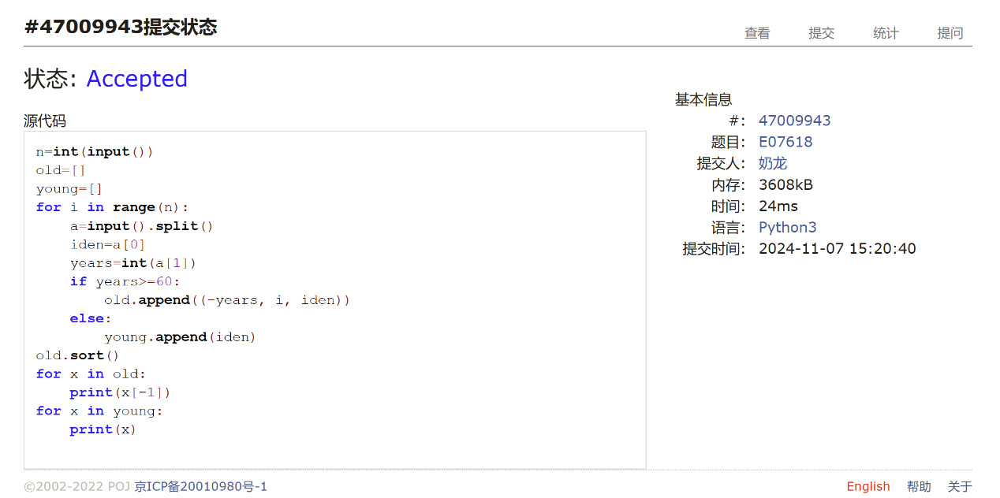 #47009943提交状态
查看 提交 统计 提问
状态: Accepted
源代码
n=int(input())
old=[]
young=[]
for i in range(n):
    a=input().split()
    iden=a[0]
    years=int(a[1])
    if years>=60:
        old.append((-years, i, iden))
    else:
        young.append(iden)
old.sort()
for x in old:
    print(x[-1])
for x in young:
    print(x)
基本信息
#: 47009943
题目: E07618
提交人: 奶龙
内存: 3608kB
时间: 24ms
语言: Python3
提交时间: 2024-11-07 15:20:40
©2002-2022 POJ 京ICP备20010980号-1
English 帮助 关于